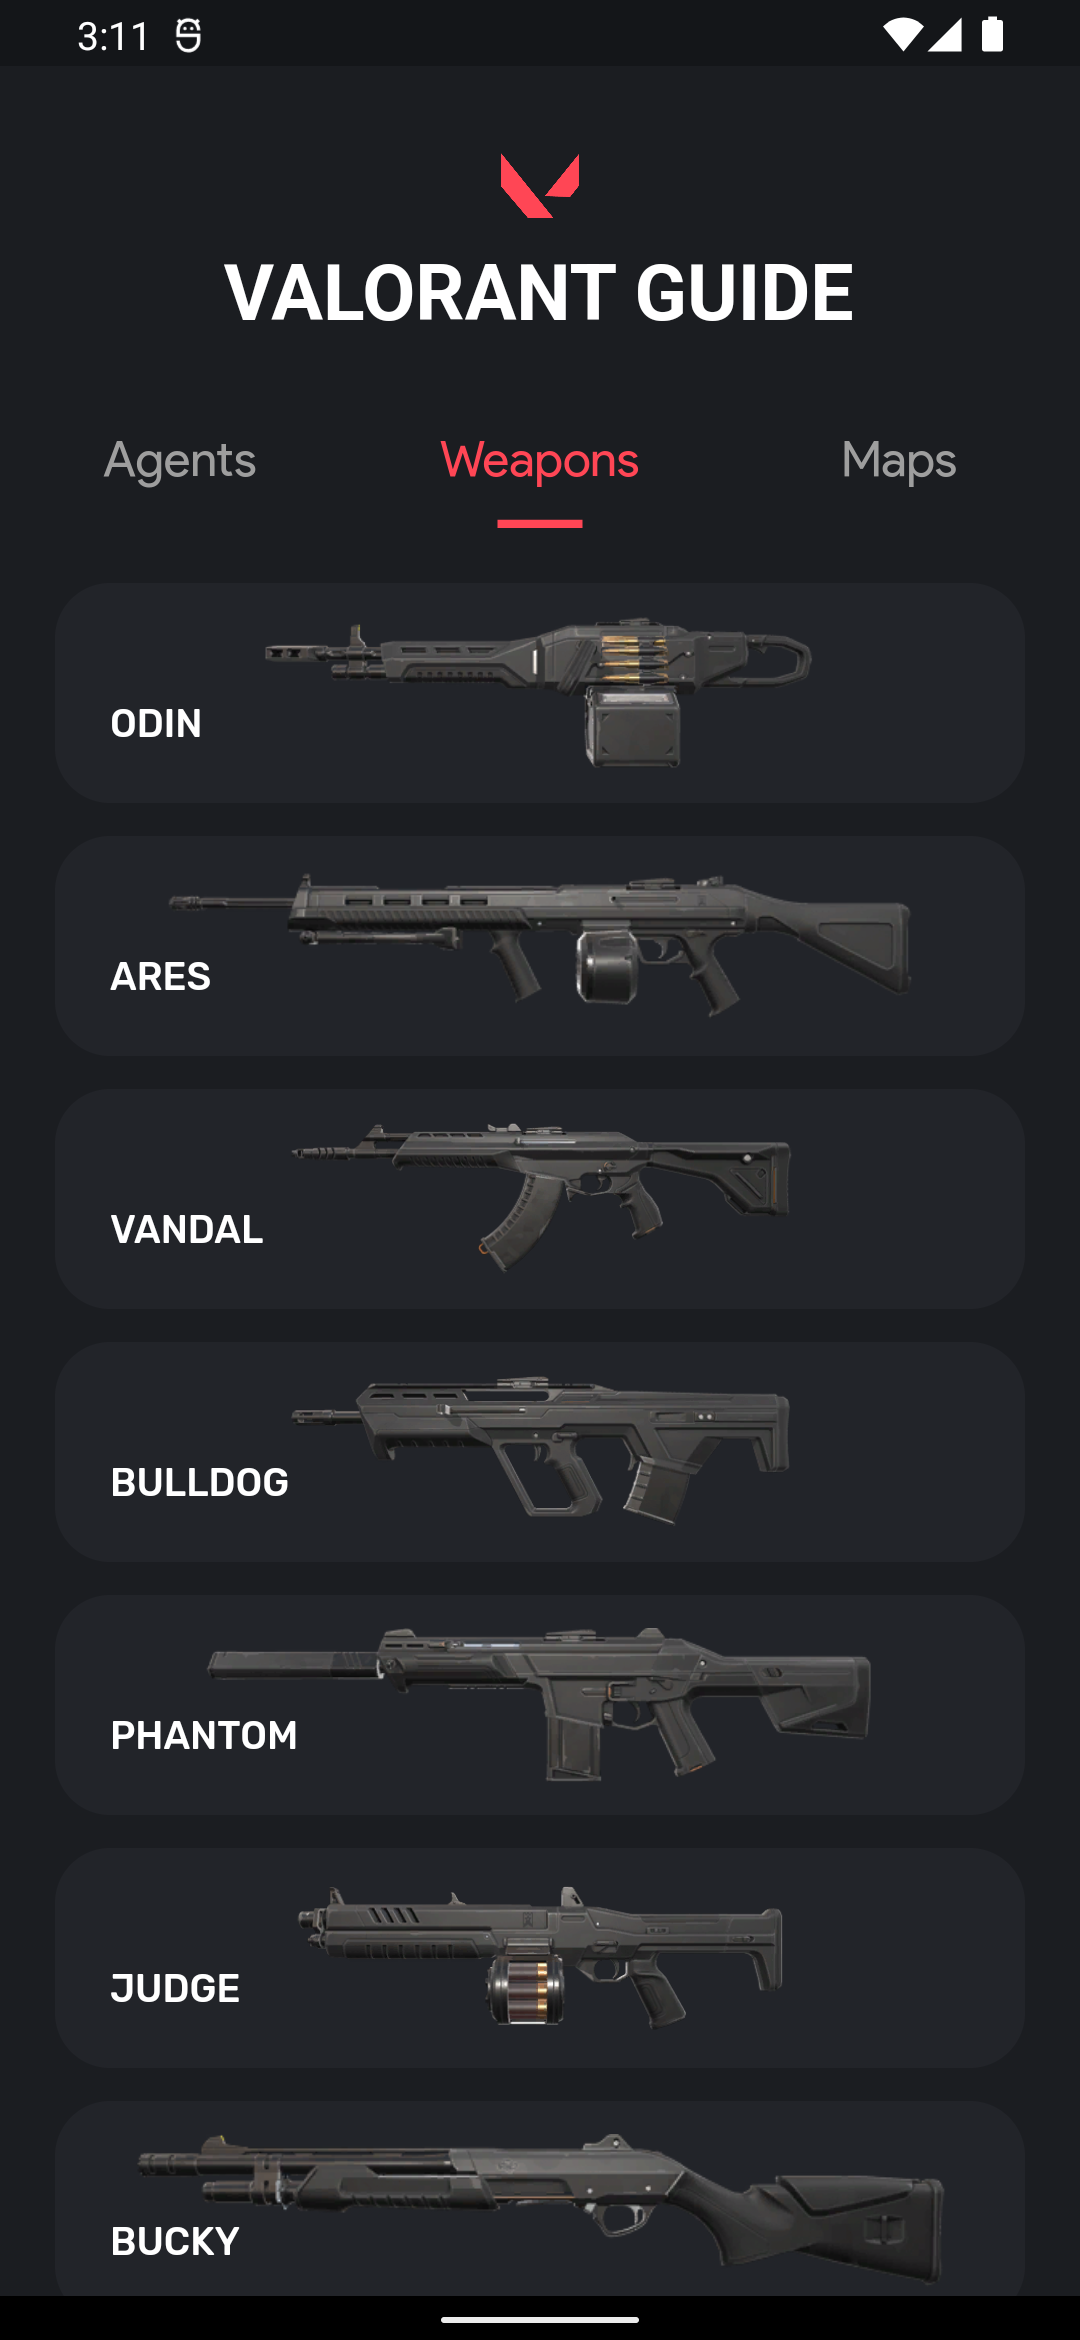 3:11
VALORANT GUIDE
Agents Weapons Maps
ODIN
ARES
VANDAL
BULLDOG
PHANTOM
JUDGE
BUCKY